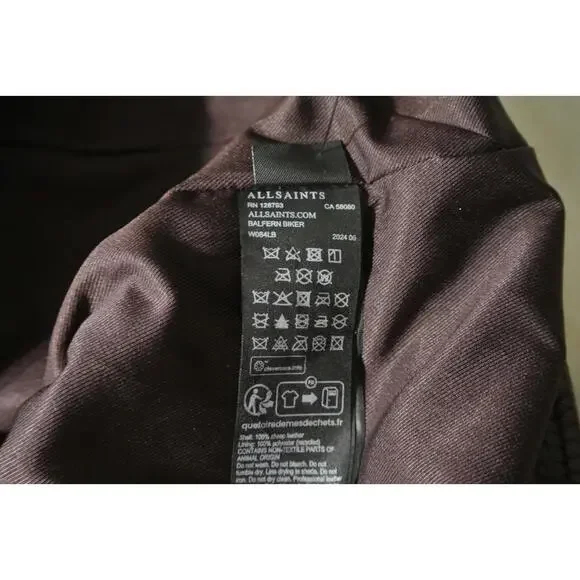 ALLSAINTS
RN 128793 CA 58080
ALLSAINTS.COM
BALFERN BIKER
W084LB 2024 05
clevercare.info
FR
quefairedemesdechets.fr
Shell: 100% sheep leather
Lining: 100% polyester (recycled)
CONTAINS NON-TEXTILE PARTS OF
ANIMAL ORIGIN
Do not wash. Do not bleach. Do not
tumble dry. Line drying in shade. Do not
iron. Do not dry clean. Professional